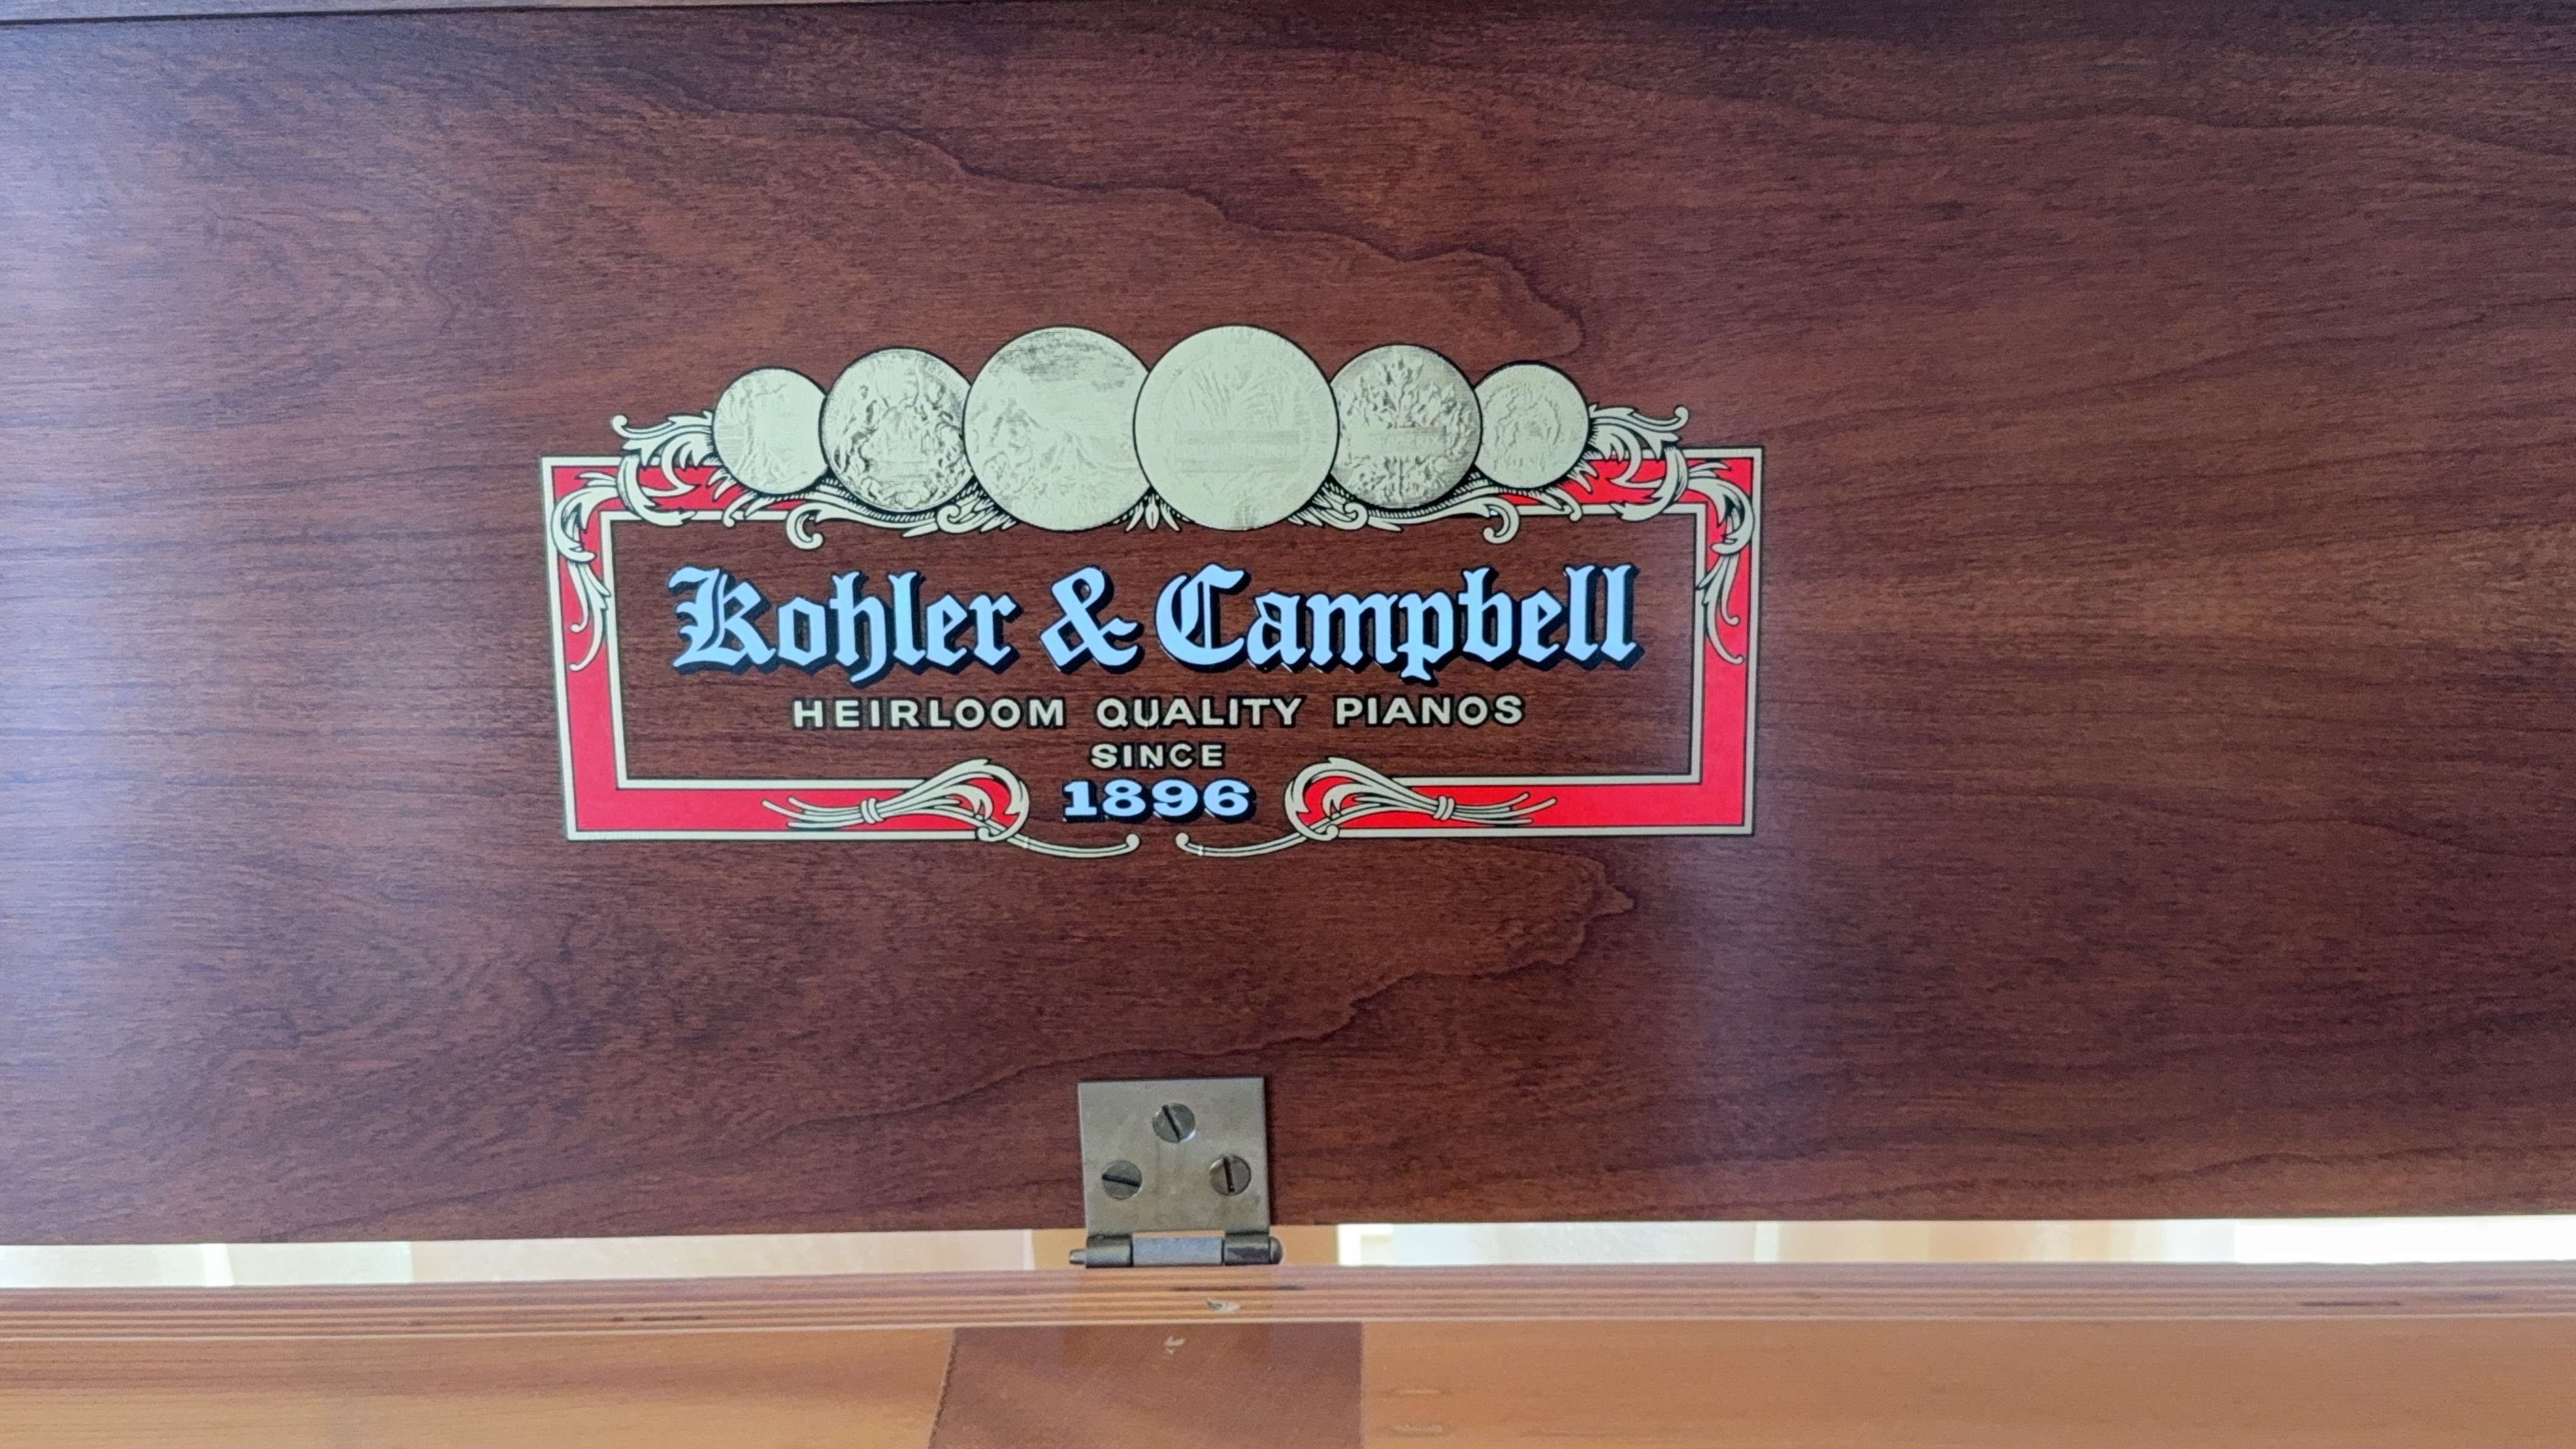 Kohler & Campbell
HEIRLOOM QUALITY PIANOS
SINCE
1896